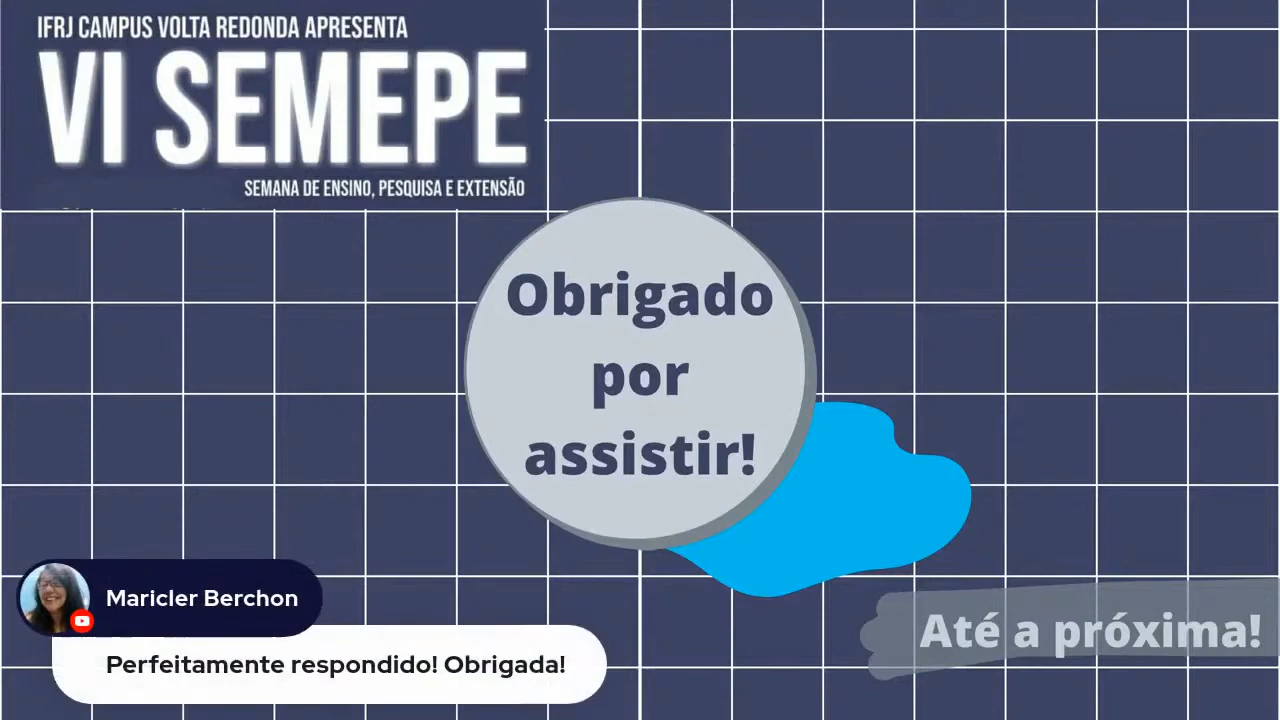 IFRJ CAMPUS VOLTA REDONDA APRESENTA
VI SEMEPE
SEMANA DE ENSINO, PESQUISA E EXTENSÃO
Obrigado
por
assistir!
Maricler Berchon
Perfeitamente respondido! Obrigada!
Até a próxima!